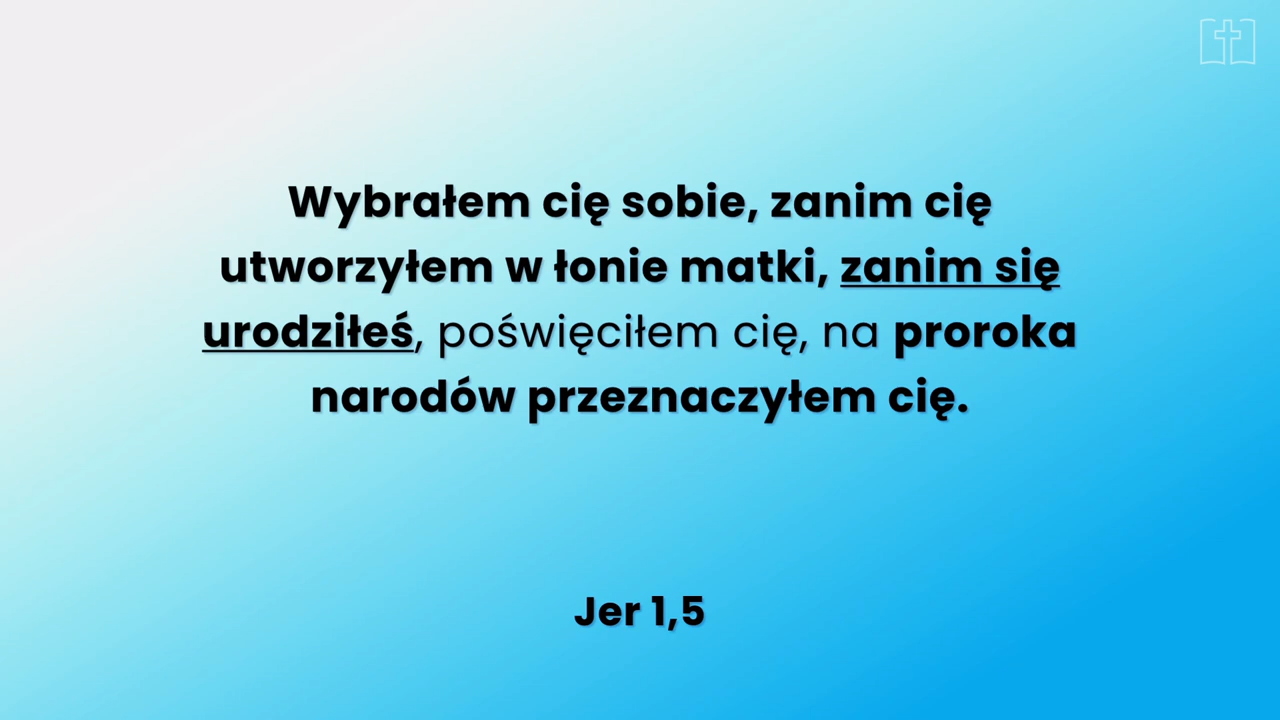 Wybrałem cię sobie, zanim cię
utworzyłem w łonie matki, zanim się
urodziłeś, poświęciłem cię, na proroka
narodów przeznaczyłem cię.
Jer 1,5